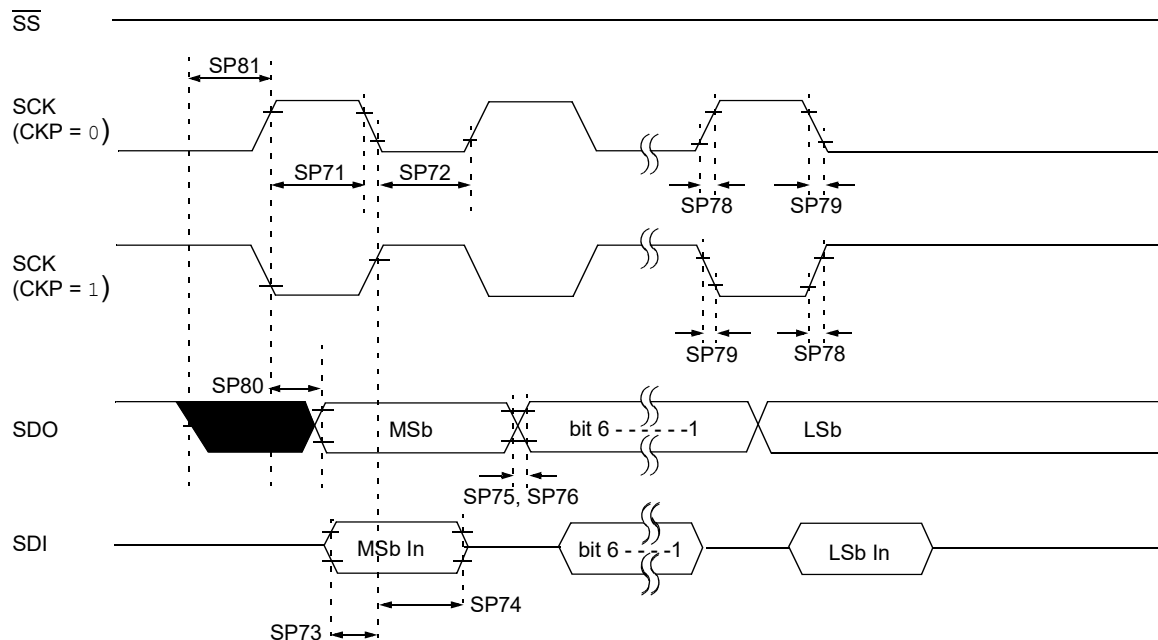 SS
SP81
SCK
(CKP = 0)
SP71
SP72
SP78
SP79
SCK
(CKP = 1)
SP79
SP78
SP80
SDO
MSb
bit 6 - - - - - - -1
LSb
SP75, SP76
SDI
MSb In
bit 6 - - - - -1
LSb In
SP74
SP73